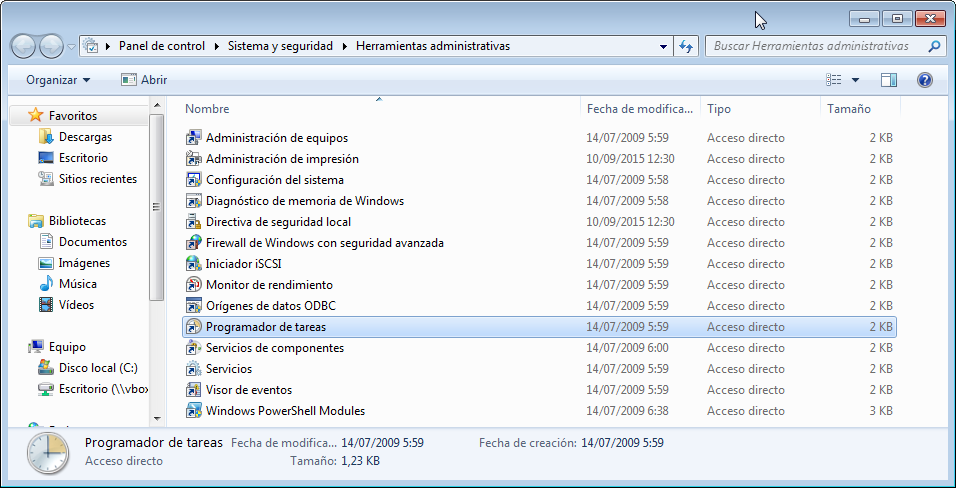 Panel de control Sistema y seguridad Herramientas administrativas Buscar Herramientas administrativas
Organizar Abrir
Nombre Fecha de modifica... Tipo Tamaño
Favoritos
Descargas
Escritorio
Sitios recientes
Bibliotecas
Documentos
Imágenes
Música
Vídeos
Equipo
Disco local (C:)
Escritorio (\\vbox
Administración de equipos 14/07/2009 5:59 Acceso directo 2 KB
Administración de impresión 10/09/2015 12:30 Acceso directo 2 KB
Configuración del sistema 14/07/2009 5:58 Acceso directo 2 KB
Diagnóstico de memoria de Windows 14/07/2009 5:58 Acceso directo 2 KB
Directiva de seguridad local 10/09/2015 12:30 Acceso directo 2 KB
Firewall de Windows con seguridad avanzada 14/07/2009 5:59 Acceso directo 2 KB
Iniciador iSCSI 14/07/2009 5:59 Acceso directo 2 KB
Monitor de rendimiento 14/07/2009 5:59 Acceso directo 2 KB
Orígenes de datos ODBC 14/07/2009 5:59 Acceso directo 2 KB
Programador de tareas 14/07/2009 5:59 Acceso directo 2 KB
Servicios de componentes 14/07/2009 6:00 Acceso directo 2 KB
Servicios 14/07/2009 5:59 Acceso directo 2 KB
Visor de eventos 14/07/2009 5:59 Acceso directo 2 KB
Windows PowerShell Modules 14/07/2009 6:38 Acceso directo 3 KB
Programador de tareas Fecha de modifica... 14/07/2009 5:59 Fecha de creación: 14/07/2009 5:59
Acceso directo Tamaño: 1,23 KB